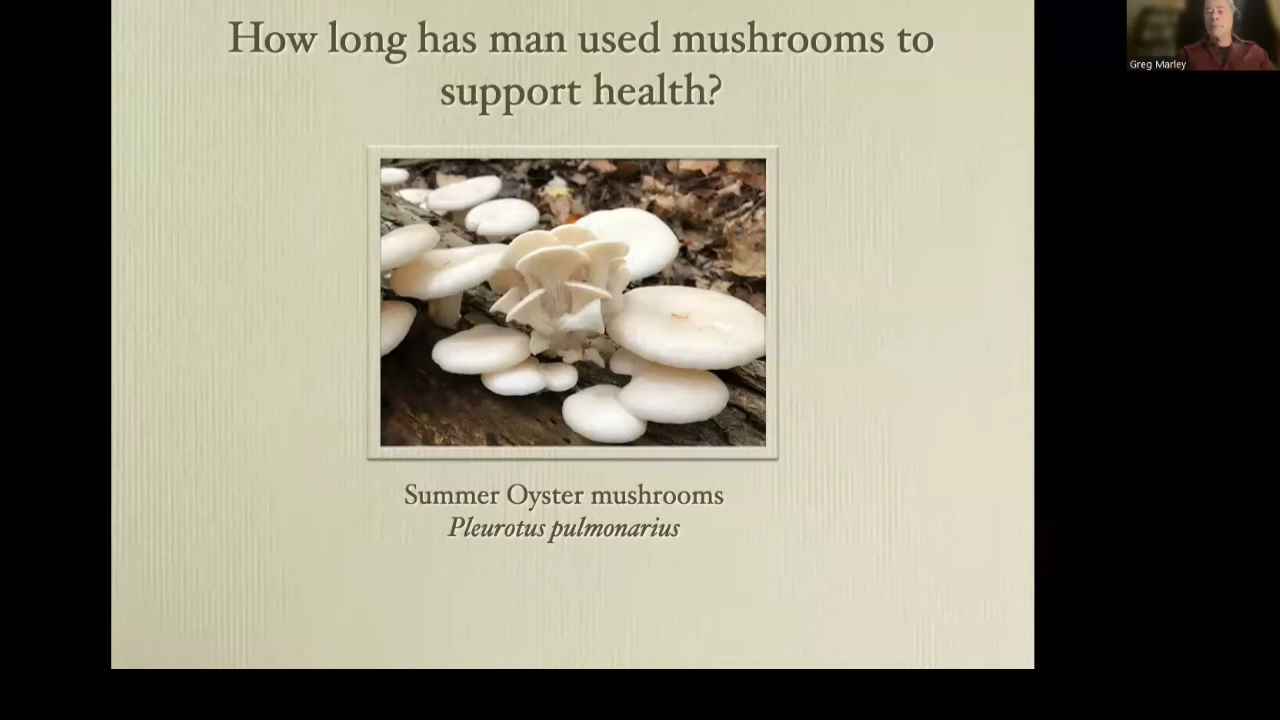 How long has man used mushrooms to
support health?
Greg Marley
Summer Oyster mushrooms
Pleurotus pulmonarius